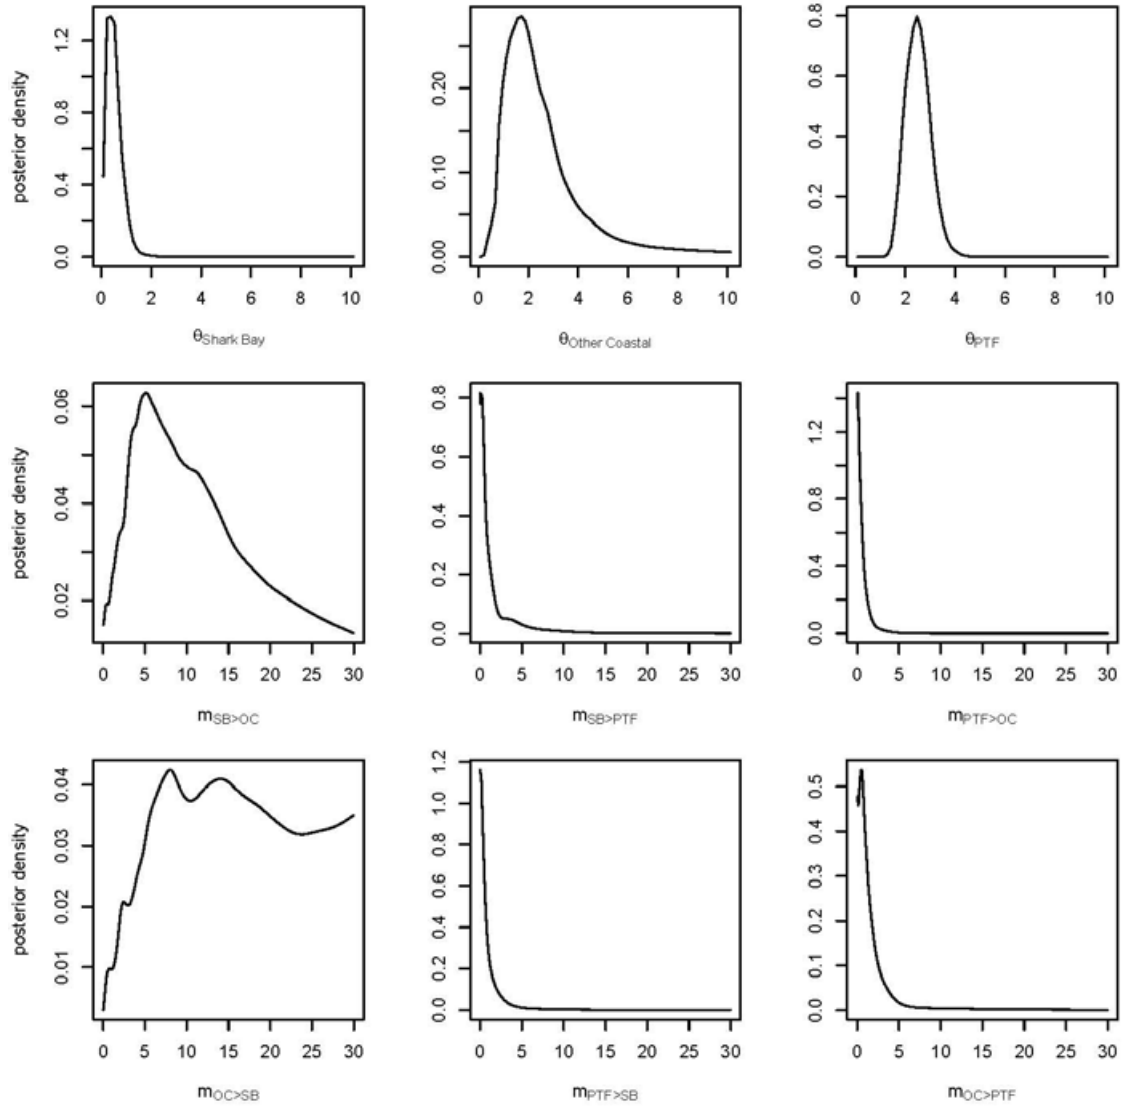 posterior density
0.0 0.4 0.8 1.2
0 2 4 6 8 10
θShark Bay
0.00 0.10 0.20
0 2 4 6 8 10
θOther Coastal
0.0 0.2 0.4 0.6 0.8
0 2 4 6 8 10
θPTF
posterior density
0.02 0.04 0.06
0 5 10 15 20 25 30
mSB>OC
0.0 0.2 0.4 0.6 0.8
0 5 10 15 20 25 30
mSB>PTF
0.0 0.4 0.8 1.2
0 5 10 15 20 25 30
mPTF>OC
posterior density
0.01 0.02 0.03 0.04
0 5 10 15 20 25 30
mOC>SB
0.0 0.2 0.4 0.6 0.8 1.0 1.2
0 5 10 15 20 25 30
mPTF>SB
0.0 0.1 0.2 0.3 0.4 0.5
0 5 10 15 20 25 30
mOC>PTF